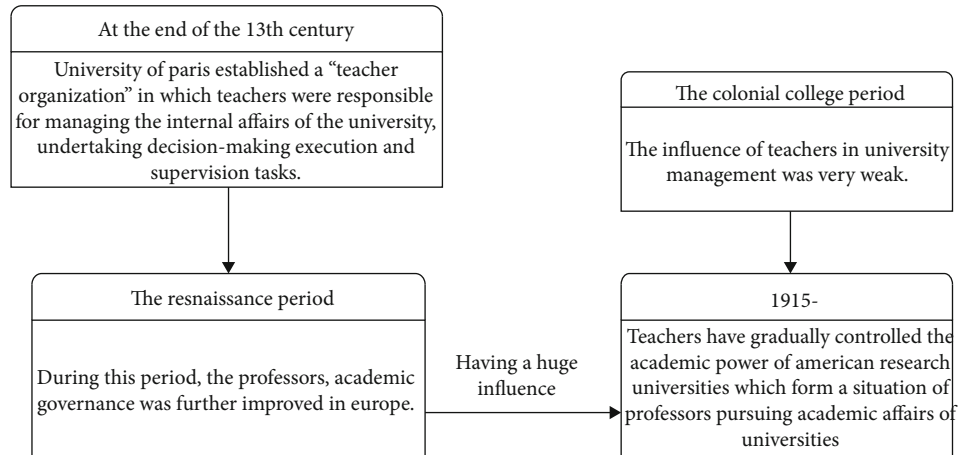 At the end of the 13th century
University of paris established a “teacher
organization” in which teachers were responsible
for managing the internal affairs of the university,
undertaking decision-making execution and
supervision tasks.
The colonial college period
The influence of teachers in university
management was very weak.
The resnaissance period
During this period, the professors, academic
governance was further improved in europe.
Having a huge
influence
1915-
Teachers have gradually controlled the
academic power of american research
universities which form a situation of
professors pursuing academic affairs of
universities